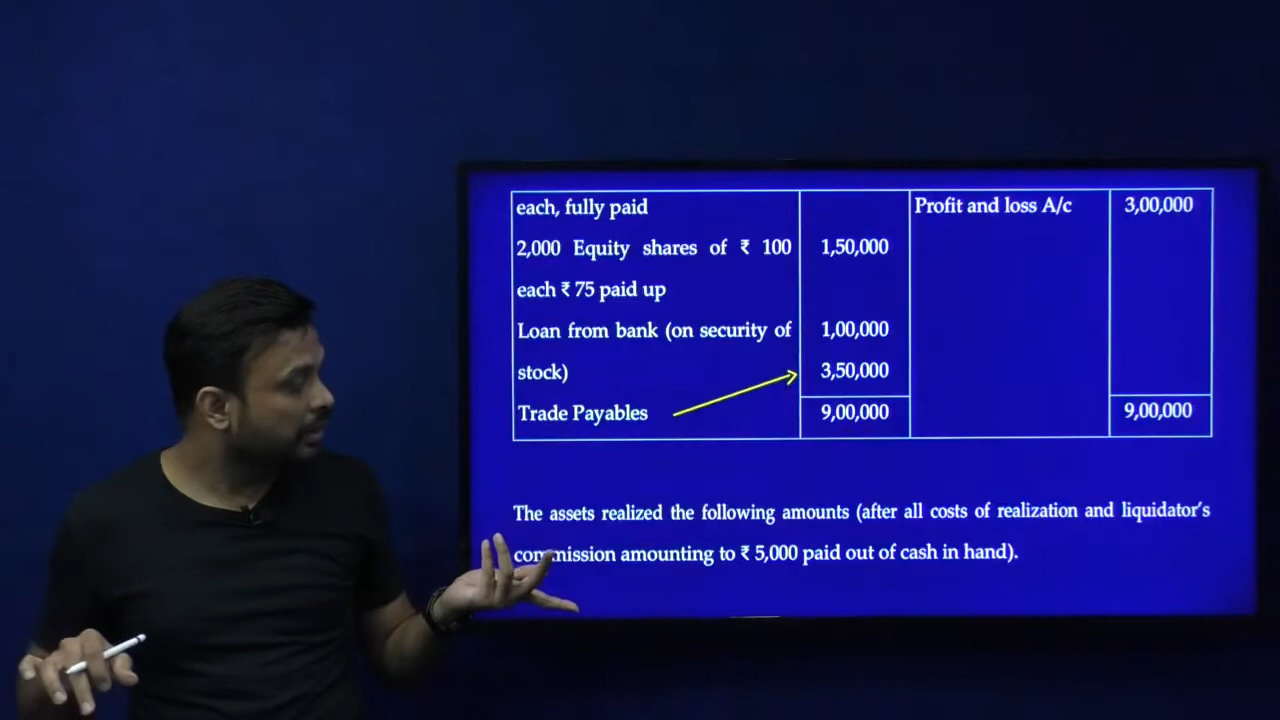 each, fully paid Profit and loss A/c 3,00,000
2,000 Equity shares of ₹ 100 1,50,000
each ₹ 75 paid up
Loan from bank (on security of 1,00,000
stock) 3,50,000
Trade Payables 9,00,000 9,00,000
The assets realized the following amounts (after all costs of realization and liquidator's
commission amounting to ₹ 5,000 paid out of cash in hand).